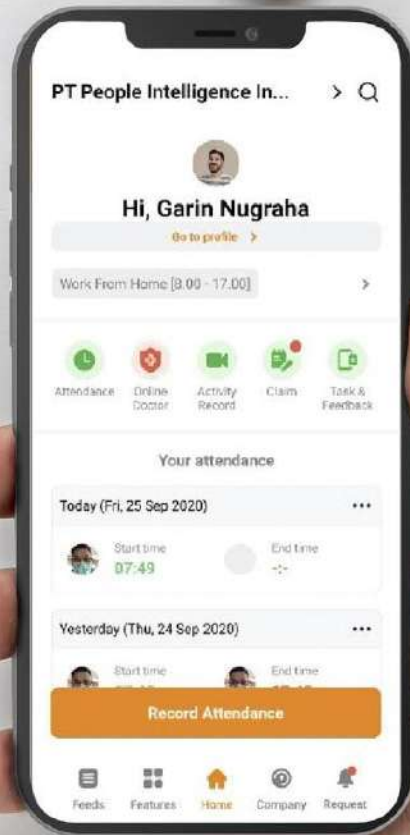 PT People Intelligence In...
Hi, Garin Nugraha
Go to profile
Work From Home [8.00 - 17.00]
Attendance
Online Doctor
Activity Record
Claim
Task & Feedback
Your attendance
Today (Fri, 25 Sep 2020)
Start time
07:49
End time
-:-
Yesterday (Thu, 24 Sep 2020)
Start time
End time
Record Attendance
Feeds
Features
Home
Company
Request